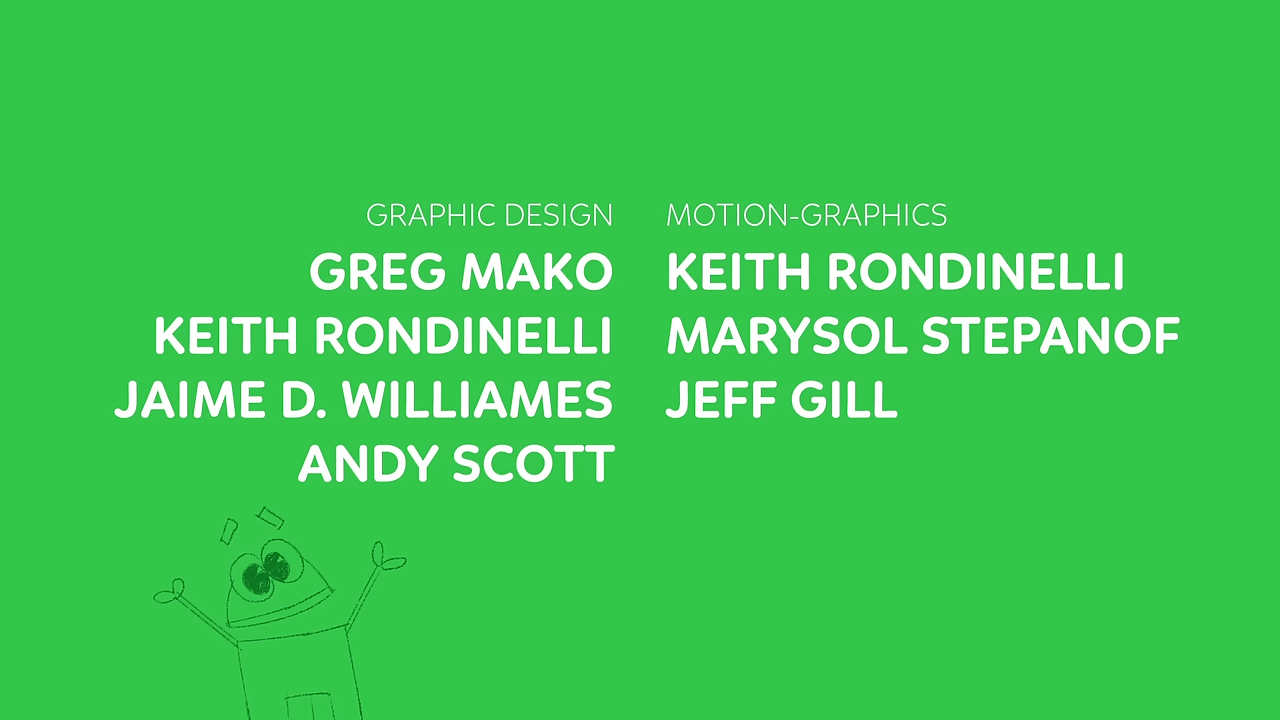 GRAPHIC DESIGN
GREG MAKO
KEITH RONDINELLI
JAIME D. WILLIAMES
ANDY SCOTT
MOTION-GRAPHICS
KEITH RONDINELLI
MARYSOL STEPANOF
JEFF GILL